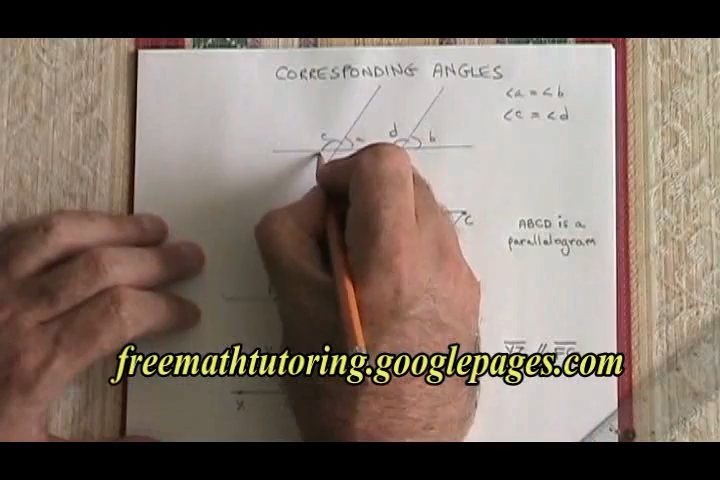 CORRESPONDING ANGLES
<a = <b
<c = <d
c a d b
C
ABCD is a
parallelogram
freemathtutoring.googlepages.com
X